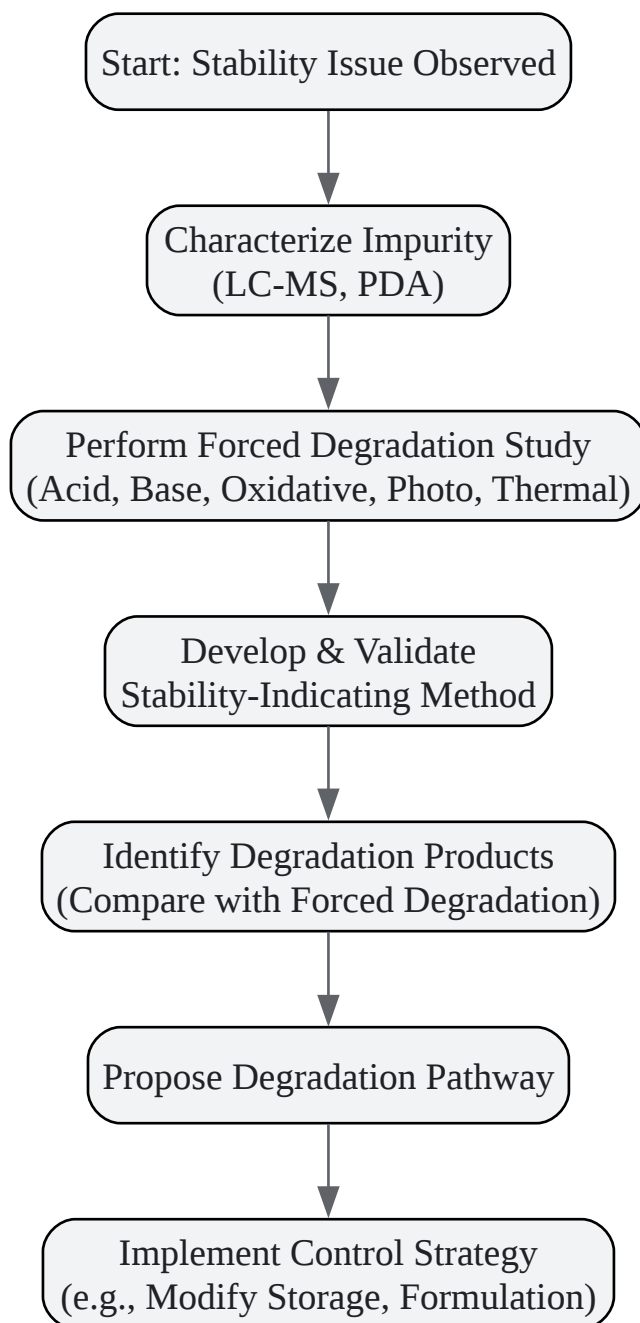 Start: Stability Issue Observed
Characterize Impurity
(LC-MS, PDA)
Perform Forced Degradation Study
(Acid, Base, Oxidative, Photo, Thermal)
Develop & Validate
Stability-Indicating Method
Identify Degradation Products
(Compare with Forced Degradation)
Propose Degradation Pathway
Implement Control Strategy
(e.g., Modify Storage, Formulation)